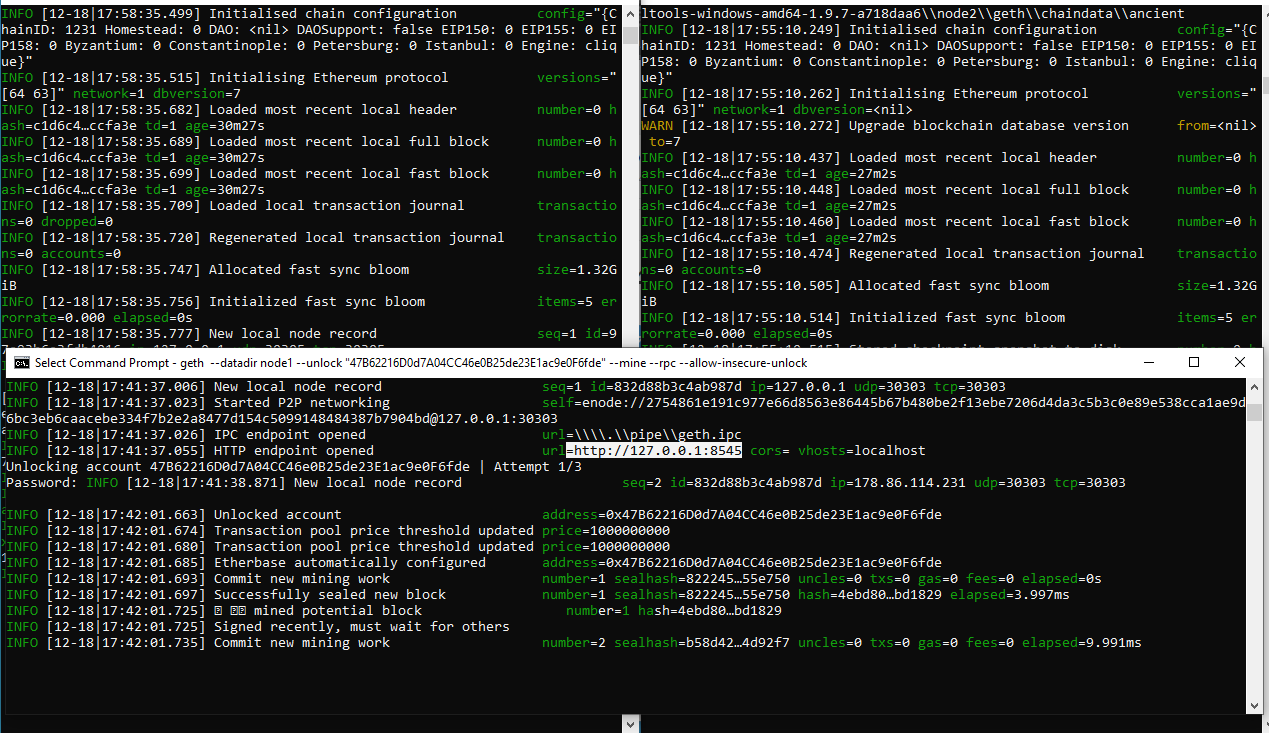 INFO [12-18|17:58:35.499] Initialised chain configuration config="{C
hainID: 1231 Homestead: 0 DAO: <nil> DAOSupport: false EIP150: 0 EIP155: 0 EI
P158: 0 Byzantium: 0 Constantinople: 0 Petersburg: 0 Istanbul: 0 Engine: cliq
ue}"
INFO [12-18|17:58:35.515] Initialising Ethereum protocol versions="
[64 63]" network=1 dbversion=7
INFO [12-18|17:58:35.682] Loaded most recent local header number=0 h
ash=c1d6c4…ccfa3e td=1 age=30m27s
INFO [12-18|17:58:35.689] Loaded most recent local full block number=0 h
ash=c1d6c4…ccfa3e td=1 age=30m27s
INFO [12-18|17:58:35.699] Loaded most recent local fast block number=0 h
ash=c1d6c4…ccfa3e td=1 age=30m27s
INFO [12-18|17:58:35.709] Loaded local transaction journal transactio
ns=0 dropped=0
INFO [12-18|17:58:35.720] Regenerated local transaction journal transactio
ns=0 accounts=0
INFO [12-18|17:58:35.747] Allocated fast sync bloom size=1.32G
iB
INFO [12-18|17:58:35.756] Initialized fast sync bloom items=5 er
rorrate=0.000 elapsed=0s
INFO [12-18|17:58:35.777] New local node record seq=1 id=9
ltools-windows-amd64-1.9.7-a718daa6\\node2\\geth\\chaindata\\ancient
INFO [12-18|17:55:10.249] Initialised chain configuration config="{C
hainID: 1231 Homestead: 0 DAO: <nil> DAOSupport: false EIP150: 0 EIP155: 0 EI
P158: 0 Byzantium: 0 Constantinople: 0 Petersburg: 0 Istanbul: 0 Engine: cliq
ue}"
INFO [12-18|17:55:10.262] Initialising Ethereum protocol versions="
[64 63]" network=1 dbversion=<nil>
WARN [12-18|17:55:10.272] Upgrade blockchain database version from=<nil>
to=7
INFO [12-18|17:55:10.437] Loaded most recent local header number=0 h
ash=c1d6c4…ccfa3e td=1 age=27m2s
INFO [12-18|17:55:10.448] Loaded most recent local full block number=0 h
ash=c1d6c4…ccfa3e td=1 age=27m2s
INFO [12-18|17:55:10.460] Loaded most recent local fast block number=0 h
ash=c1d6c4…ccfa3e td=1 age=27m2s
INFO [12-18|17:55:10.474] Regenerated local transaction journal transactio
ns=0 accounts=0
INFO [12-18|17:55:10.505] Allocated fast sync bloom size=1.32G
iB
INFO [12-18|17:55:10.514] Initialized fast sync bloom items=5 er
rorrate=0.000 elapsed=0s
Select Command Prompt - geth --datadir node1 --unlock "47B62216D0d7A04CC46e0B25de23E1ac9e0F6fde" --mine --rpc --allow-insecure-unlock
INFO [12-18|17:41:37.006] New local node record seq=1 id=832d88b3c4ab987d ip=127.0.0.1 udp=30303 tcp=30303
INFO [12-18|17:41:37.023] Started P2P networking self=enode://2754861e191c977e66d8563e86445b67b480be2f13ebe7206d4da3c5b3c0e89e538cca1ae9d
6bc3eb6caacebe334f7b2e2a8477d154c5099148484387b7904bd@127.0.0.1:30303
INFO [12-18|17:41:37.026] IPC endpoint opened url=\\\\.\\pipe\\geth.ipc
INFO [12-18|17:41:37.055] HTTP endpoint opened url=http://127.0.0.1:8545 cors= vhosts=localhost
Unlocking account 47B62216D0d7A04CC46e0B25de23E1ac9e0F6fde | Attempt 1/3
Password: INFO [12-18|17:41:38.871] New local node record seq=2 id=832d88b3c4ab987d ip=178.86.114.231 udp=30303 tcp=30303
INFO [12-18|17:42:01.663] Unlocked account address=0x47B62216D0d7A04CC46e0B25de23E1ac9e0F6fde
INFO [12-18|17:42:01.674] Transaction pool price threshold updated price=1000000000
INFO [12-18|17:42:01.680] Transaction pool price threshold updated price=1000000000
INFO [12-18|17:42:01.685] Etherbase automatically configured address=0x47B62216D0d7A04CC46e0B25de23E1ac9e0F6fde
INFO [12-18|17:42:01.693] Commit new mining work number=1 sealhash=822245…55e750 uncles=0 txs=0 gas=0 fees=0 elapsed=0s
INFO [12-18|17:42:01.697] Successfully sealed new block number=1 sealhash=822245…55e750 hash=4ebd80…bd1829 elapsed=3.997ms
INFO [12-18|17:42:01.725] mined potential block number=1 hash=4ebd80…bd1829
INFO [12-18|17:42:01.725] Signed recently, must wait for others
INFO [12-18|17:42:01.735] Commit new mining work number=2 sealhash=b58d42…4d92f7 uncles=0 txs=0 gas=0 fees=0 elapsed=9.991ms